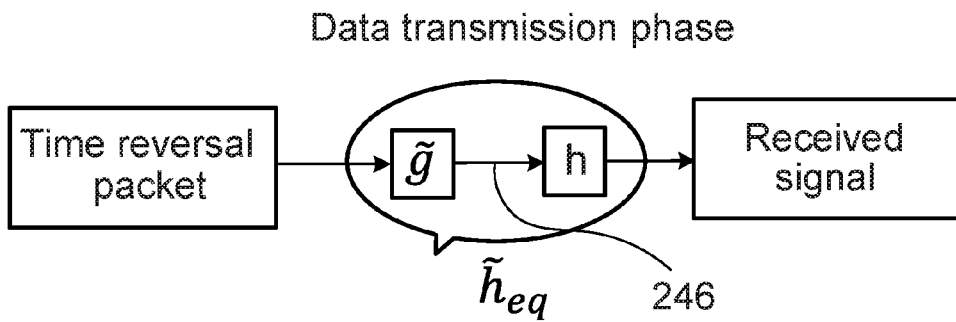 Data transmission phase
Time reversal
packet
g̃
h
Received
signal
h̃eq
246